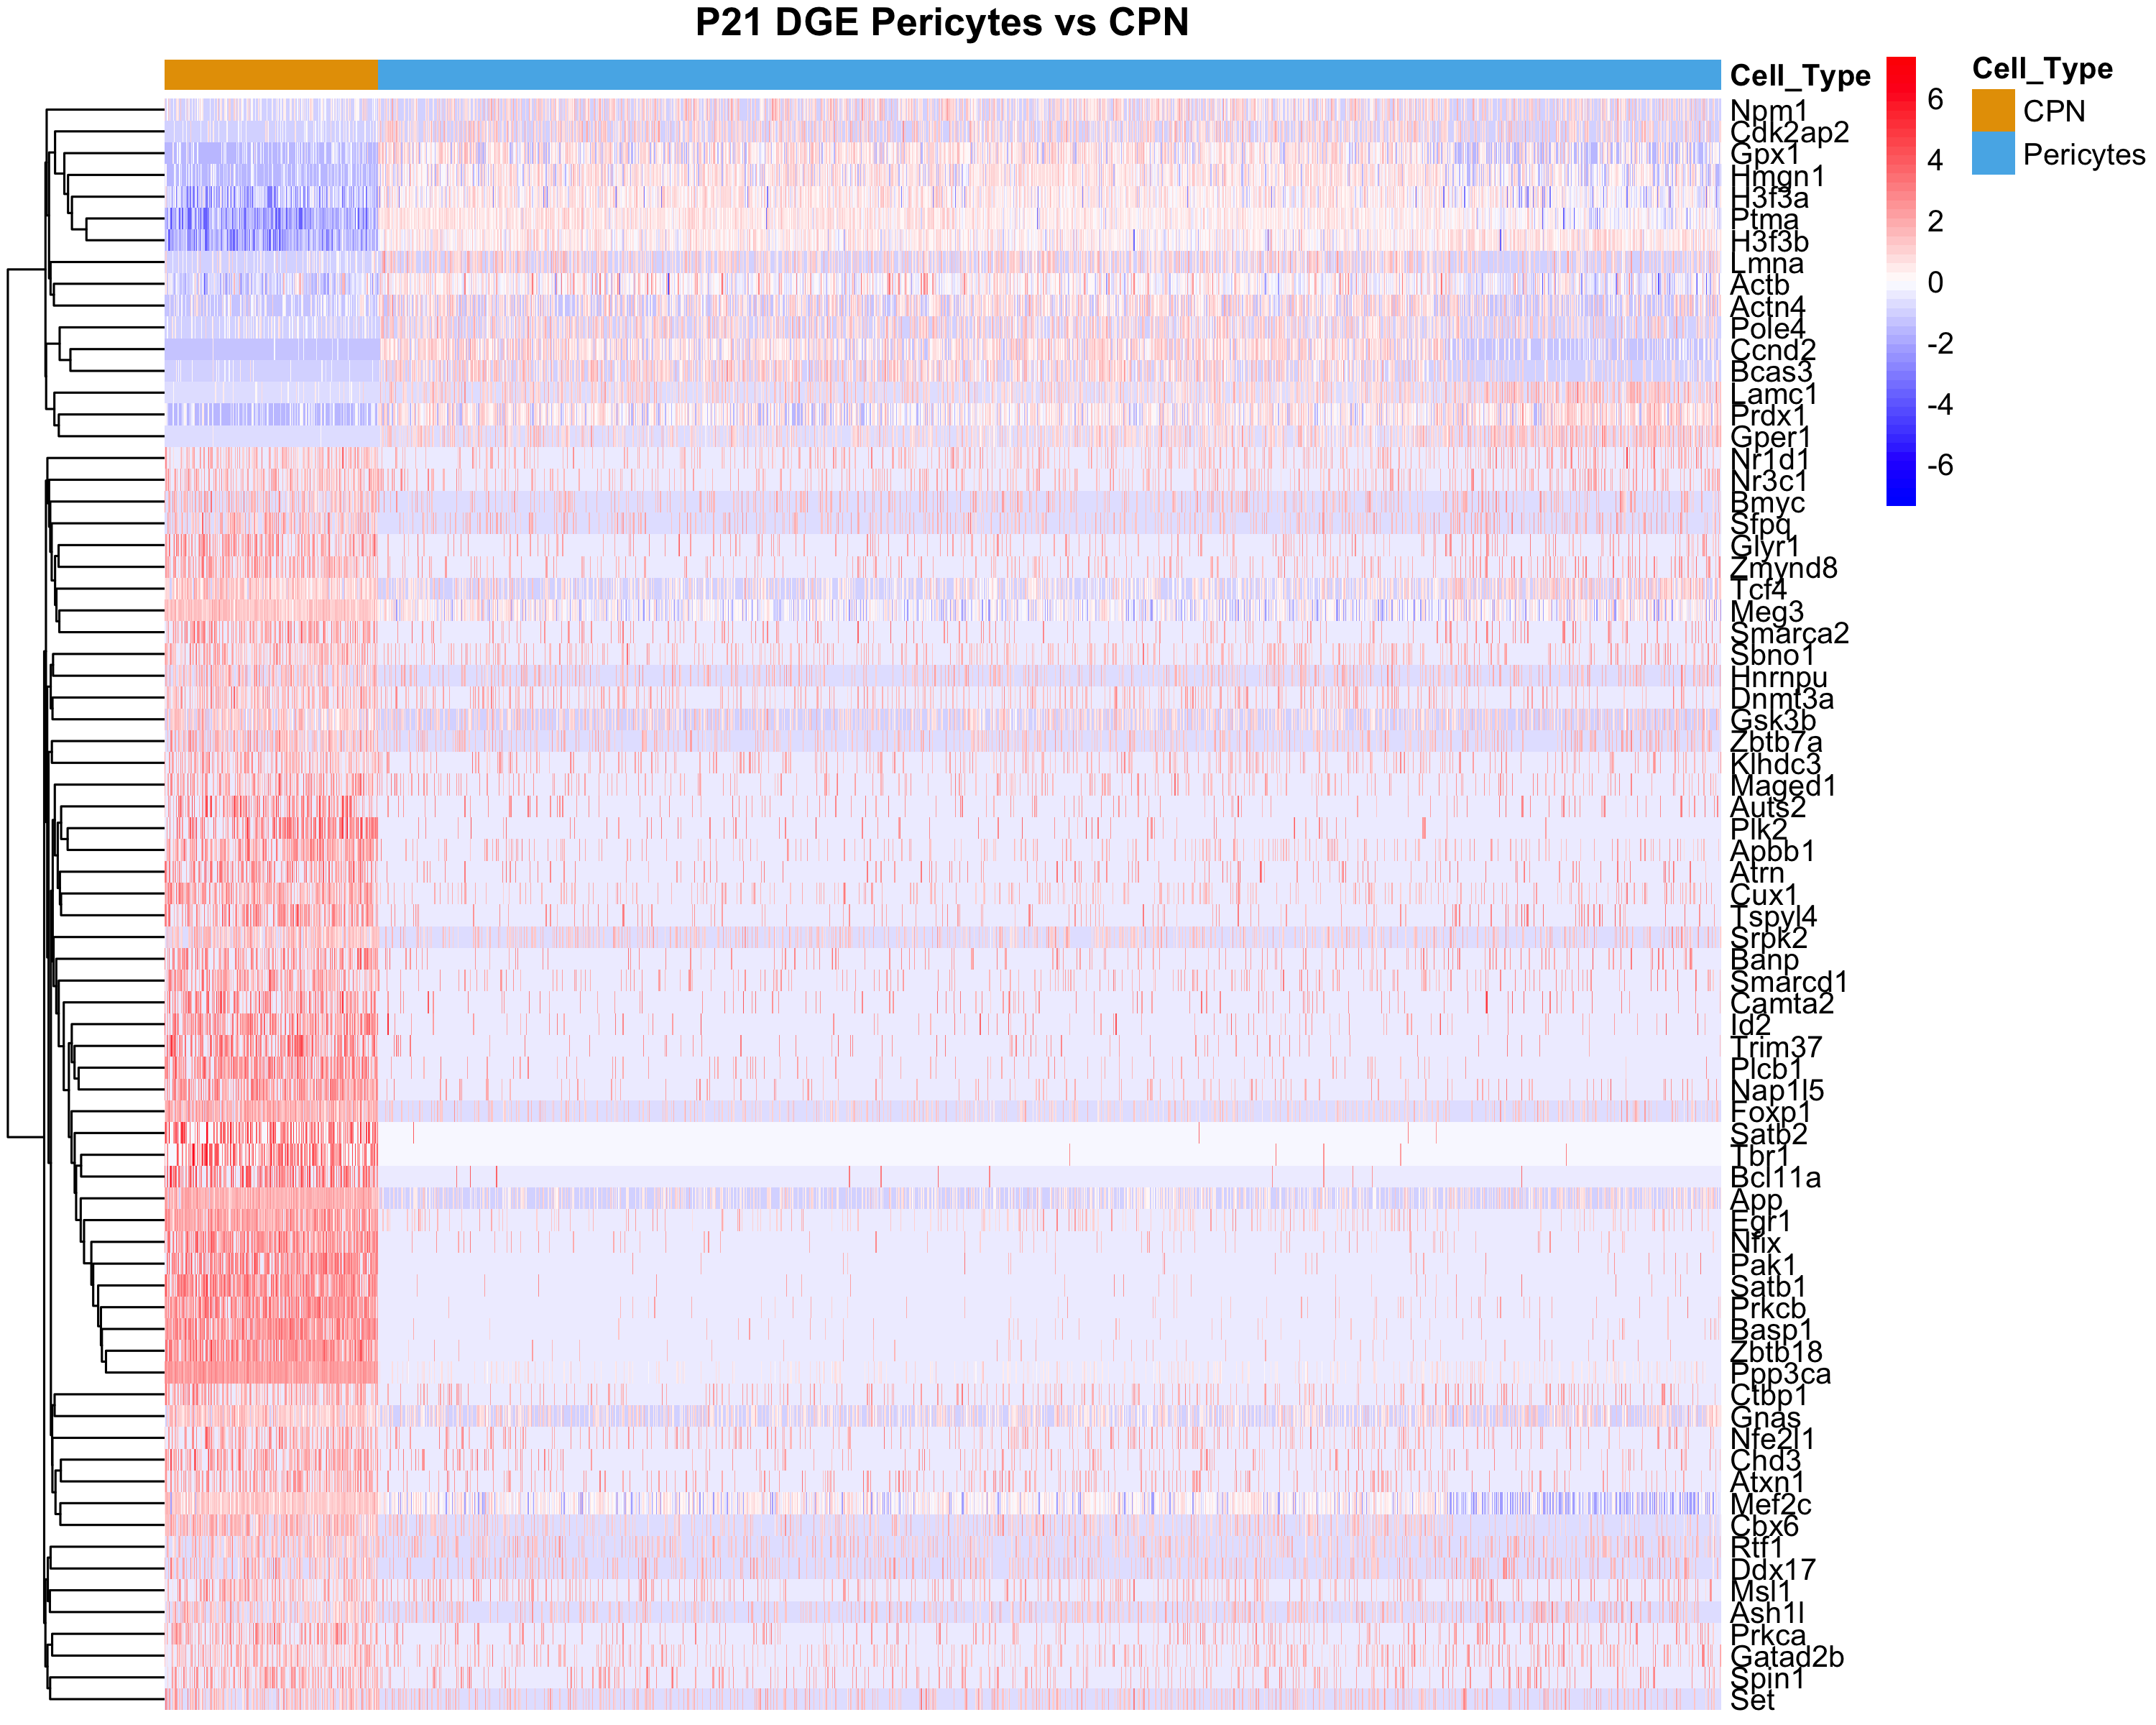 P21 DGE Pericytes vs CPN
Cell_Type
Npm1
Cdk2ap2
Gpx1
Hmgn1
H3f3a
Ptma
H3f3b
Lmna
Actb
Actn4
Pole4
Ccnd2
Bcas3
Lamc1
Prdx1
Gper1
Nr1d1
Nr3c1
Bmyc
Sfpq
Glyr1
Zmynd8
Tcf4
Meg3
Smarca2
Sbno1
Hnrnpu
Dnmt3a
Gsk3b
Zbtb7a
Klhdc3
Maged1
Auts2
Plk2
Apbb1
Atrn
Cux1
Tspyl4
Srpk2
Banp
Smarcd1
Camta2
Id2
Trim37
Plcb1
Nap1l5
Foxp1
Satb2
Tbr1
Bcl11a
App
Egr1
Nfix
Pak1
Satb1
Prkcb
Basp1
Zbtb18
Ppp3ca
Ctbp1
Gnas
Nfe2l1
Chd3
Atxn1
Mef2c
Cbx6
Rtf1
Ddx17
Msl1
Ash1l
Prkca
Gatad2b
Spin1
Set
6
4
2
0
-2
-4
-6
Cell_Type
CPN
Pericytes